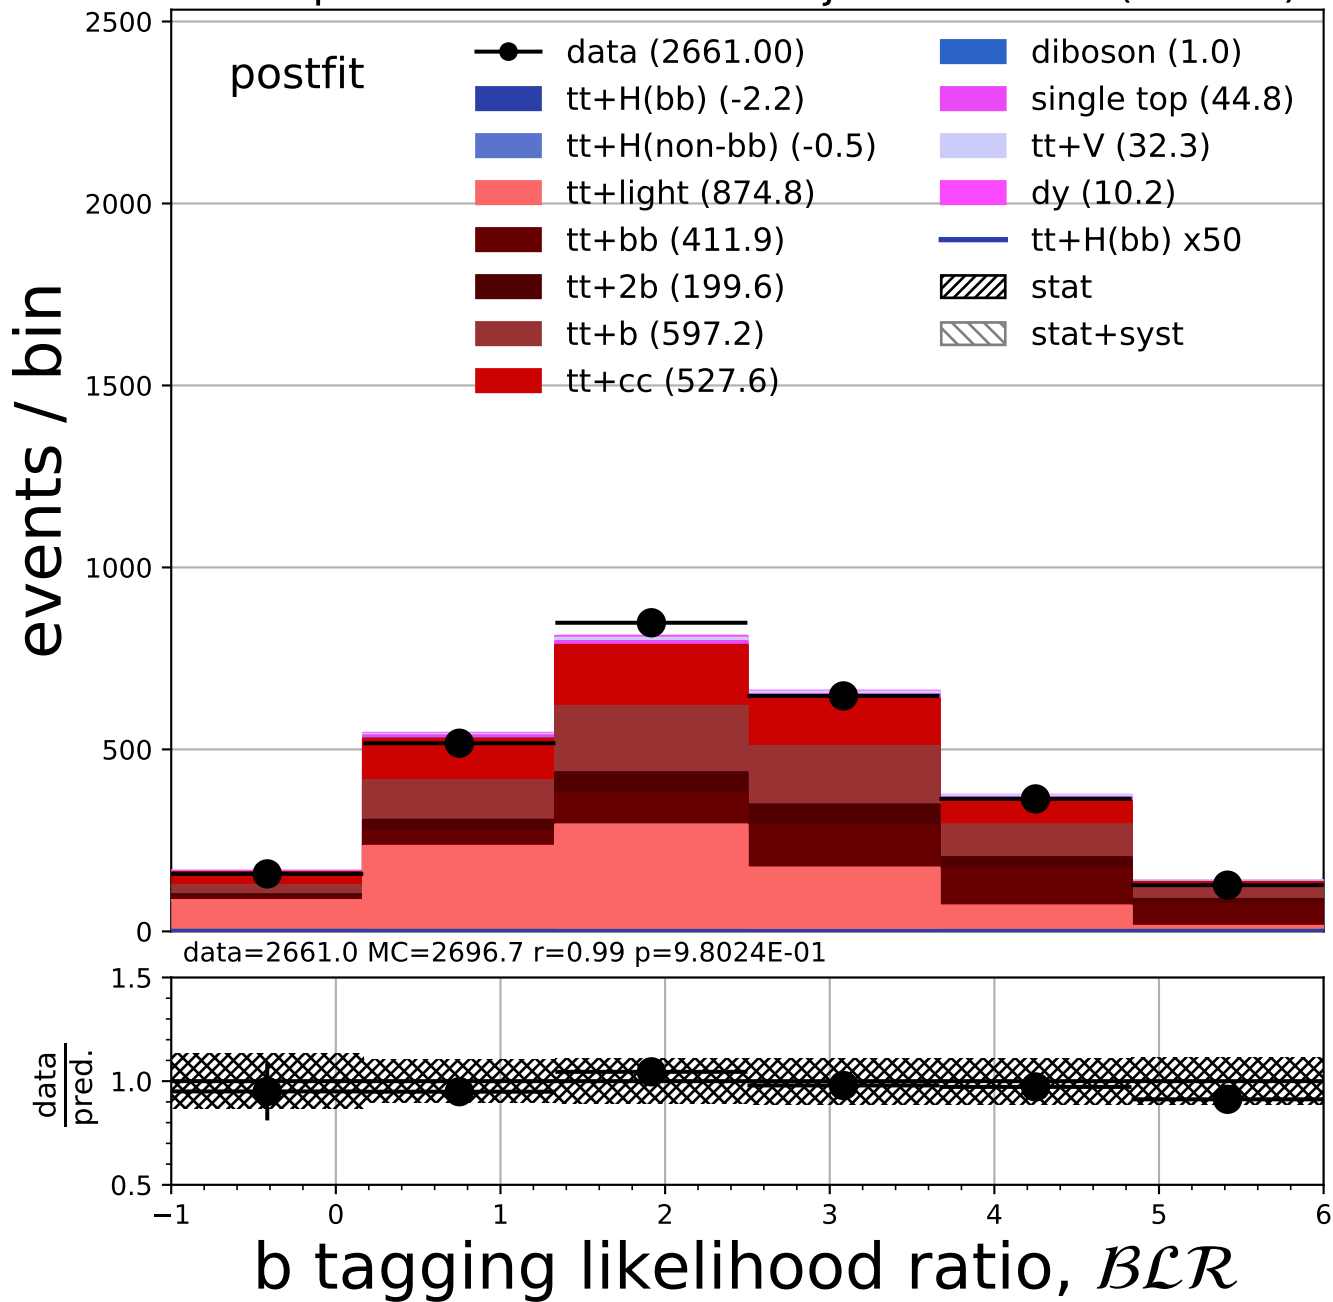 2500
2000
1500
1000
500
0
events / bin
postfit
data (2661.00)
tt+H(bb) (-2.2)
tt+H(non-bb) (-0.5)
tt+light (874.8)
tt+bb (411.9)
tt+2b (199.6)
tt+b (597.2)
tt+cc (527.6)
diboson (1.0)
single top (44.8)
tt+V (32.3)
dy (10.2)
tt+H(bb) x50
stat
stat+syst
data=2661.0 MC=2696.7 r=0.99 p=9.8024E-01
1.5
1.0
0.5
data
pred.
−1 0 1 2 3 4 5 6
b tagging likelihood ratio, ℬℒℛ